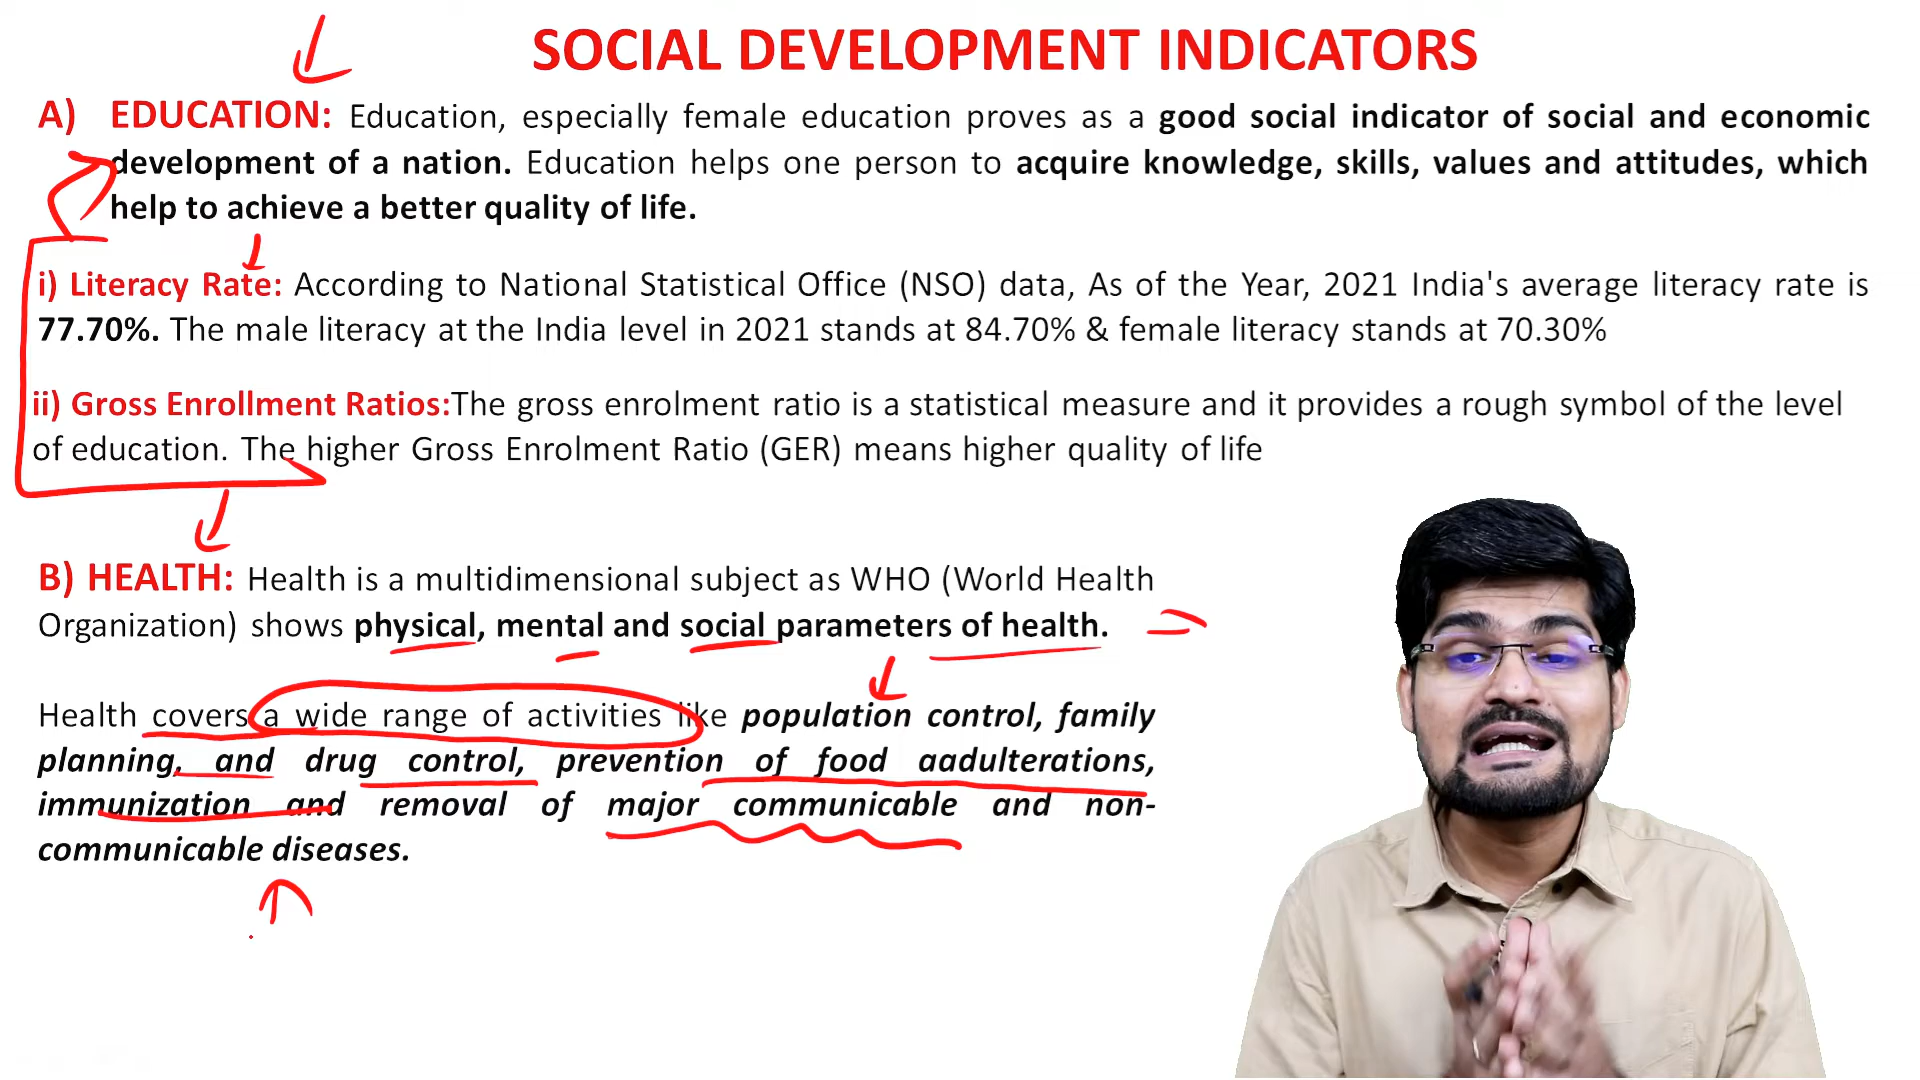 SOCIAL DEVELOPMENT INDICATORS
A) EDUCATION: Education, especially female education proves as a good social indicator of social and economic
development of a nation. Education helps one person to acquire knowledge, skills, values and attitudes, which
help to achieve a better quality of life.
i) Literacy Rate: According to National Statistical Office (NSO) data, As of the Year, 2021 India's average literacy rate is
77.70%. The male literacy at the India level in 2021 stands at 84.70% & female literacy stands at 70.30%
ii) Gross Enrollment Ratios:The gross enrolment ratio is a statistical measure and it provides a rough symbol of the level
of education. The higher Gross Enrolment Ratio (GER) means higher quality of life
B) HEALTH: Health is a multidimensional subject as WHO (World Health
Organization) shows physical, mental and social parameters of health.
Health covers a wide range of activities like population control, family
planning, and drug control, prevention of food aadulterations,
immunization and removal of major communicable and non-
communicable diseases.